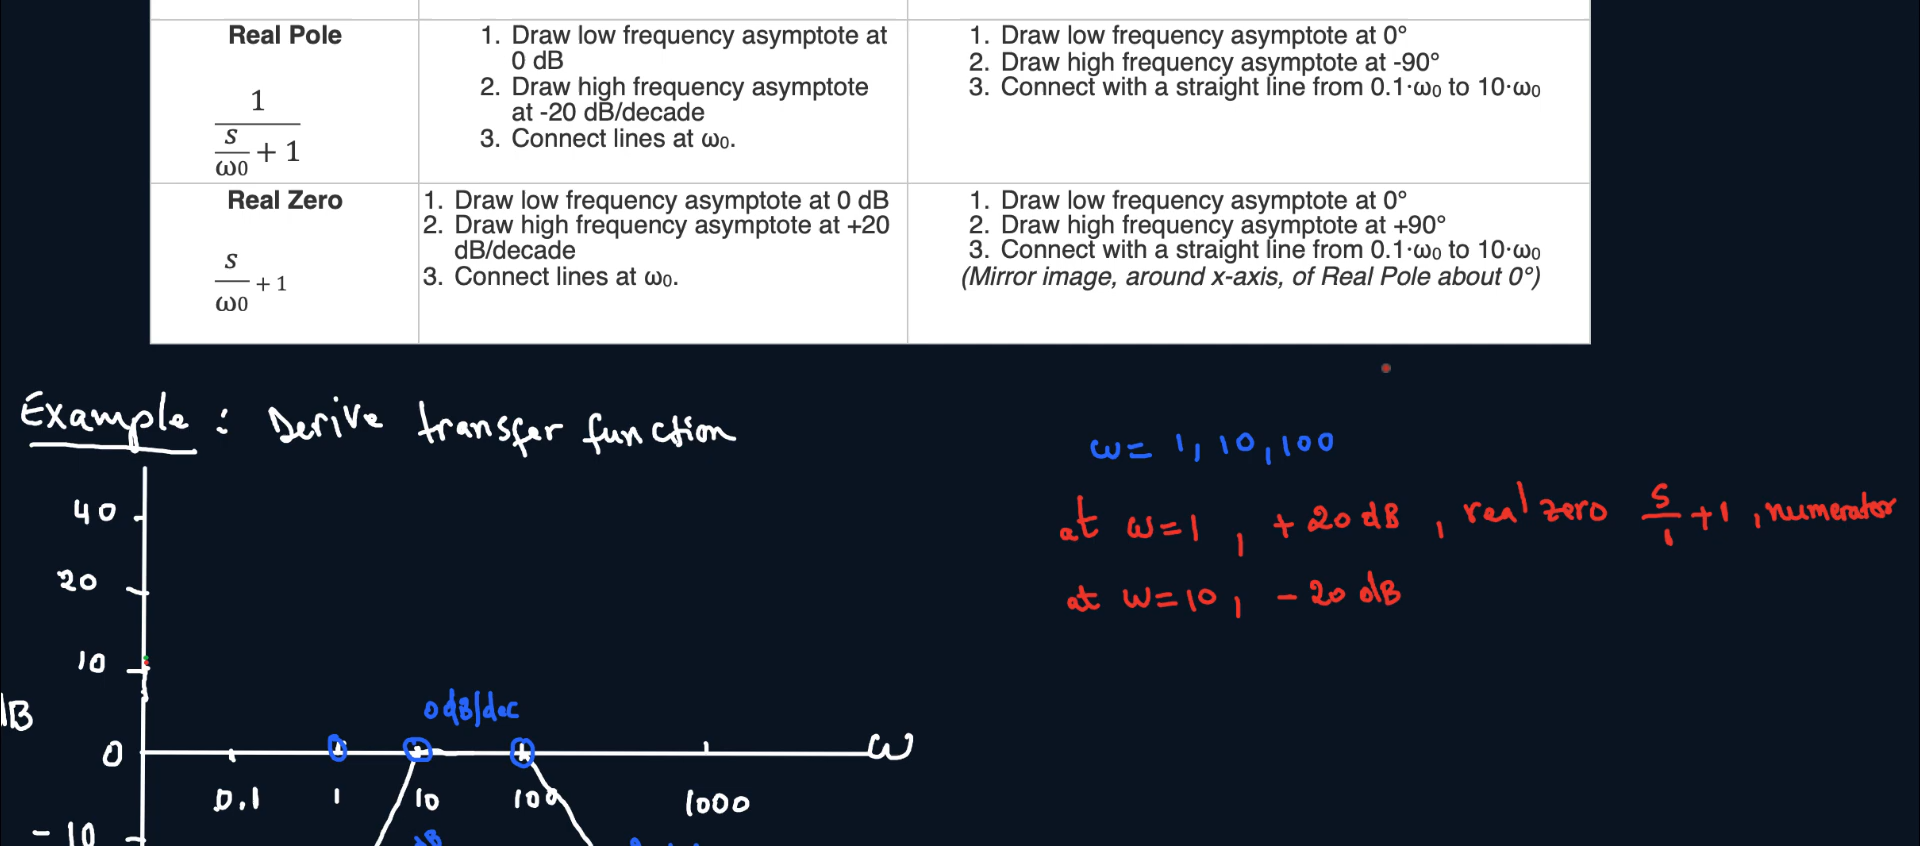 Real Pole
1
s
ω0
+ 1
1. Draw low frequency asymptote at
0 dB
2. Draw high frequency asymptote
at -20 dB/decade
3. Connect lines at ω0.
1. Draw low frequency asymptote at 0°
2. Draw high frequency asymptote at -90°
3. Connect with a straight line from 0.1·ω0 to 10·ω0
Real Zero
s
ω0
+ 1
1. Draw low frequency asymptote at 0 dB
2. Draw high frequency asymptote at +20
dB/decade
3. Connect lines at ω0.
1. Draw low frequency asymptote at 0°
2. Draw high frequency asymptote at +90°
3. Connect with a straight line from 0.1·ω0 to 10·ω0
(Mirror image, around x-axis, of Real Pole about 0°)
Example : Derive transfer function
ω = 1, 10, 100
at ω=1, +20 dB, real zero s/1 +1, numerator
at ω=10, - 20 dB
40
20
10
dB
0
-10
0 dB/dec
ω
0.1 1 10 100 1000
dB